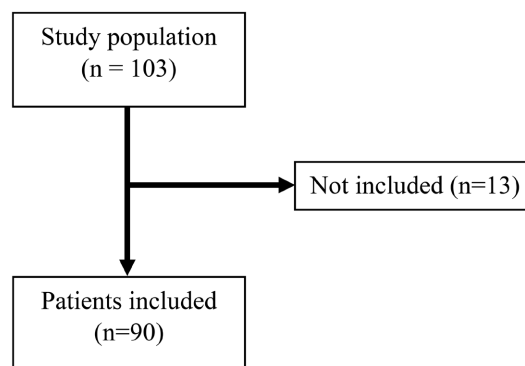 Study population
(n = 103)
Not included (n=13)
Patients included
(n=90)